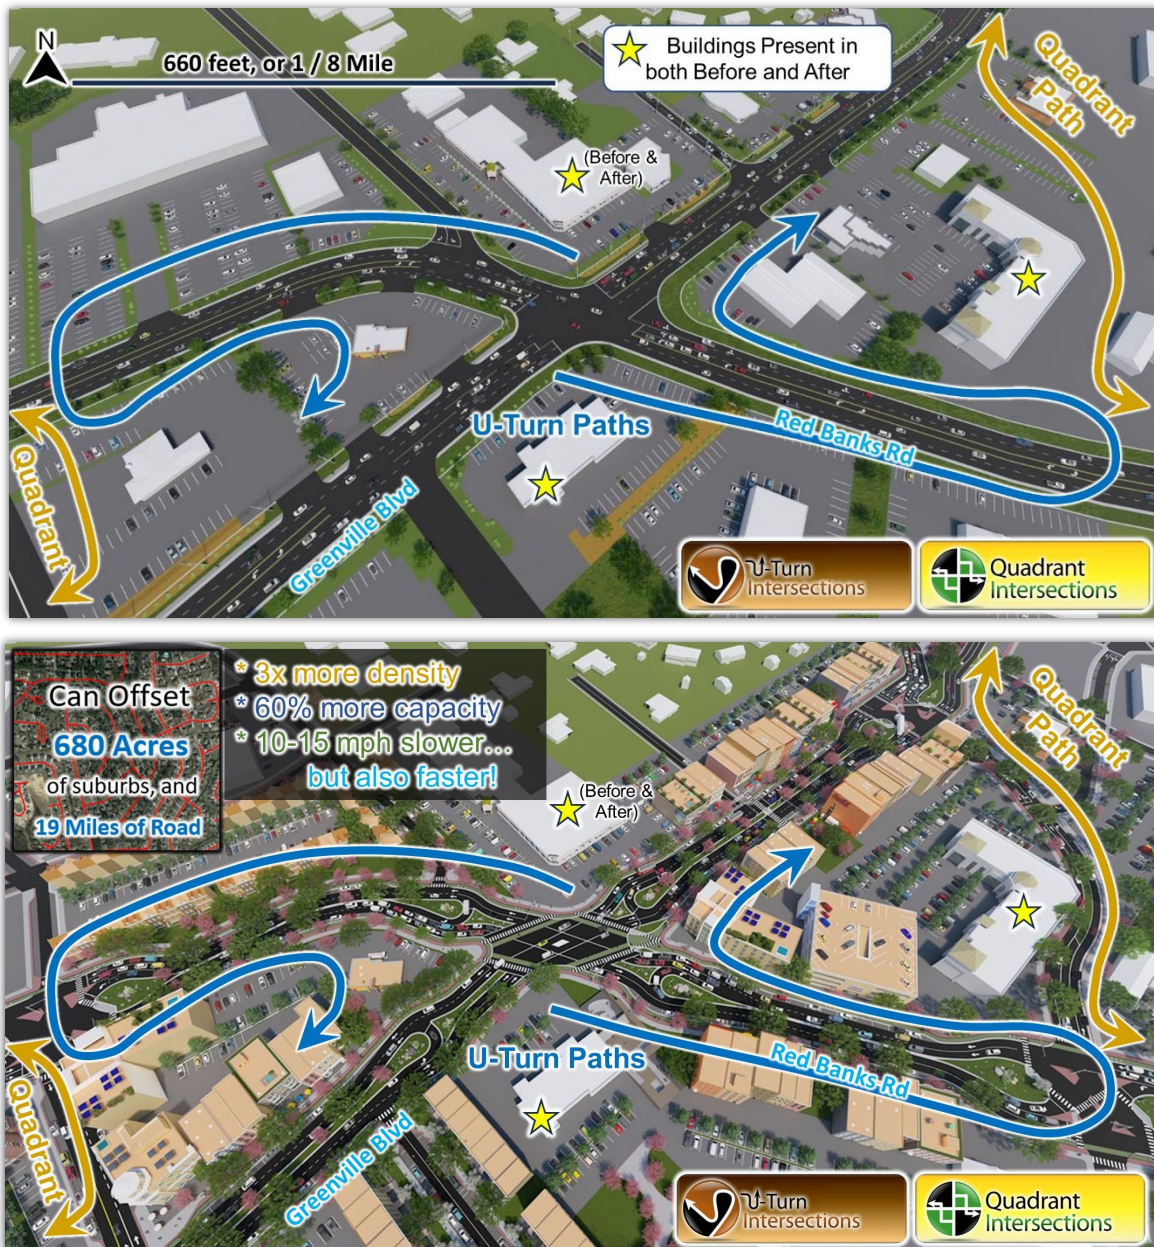 N
660 feet, or 1 / 8 Mile
Buildings Present in
both Before and After
Quadrant
Path
(Before &
After)
U-Turn Paths
Red Banks Rd
Quadrant
Greenville Blvd
U-Turn
Intersections
Quadrant
Intersections
Can Offset
680 Acres
of suburbs, and
19 Miles of Road
* 3x more density
* 60% more capacity
* 10-15 mph slower...
but also faster!
Quadrant
Path
(Before &
After)
U-Turn Paths
Red Banks Rd
Quadrant
Greenville Blvd
U-Turn
Intersections
Quadrant
Intersections